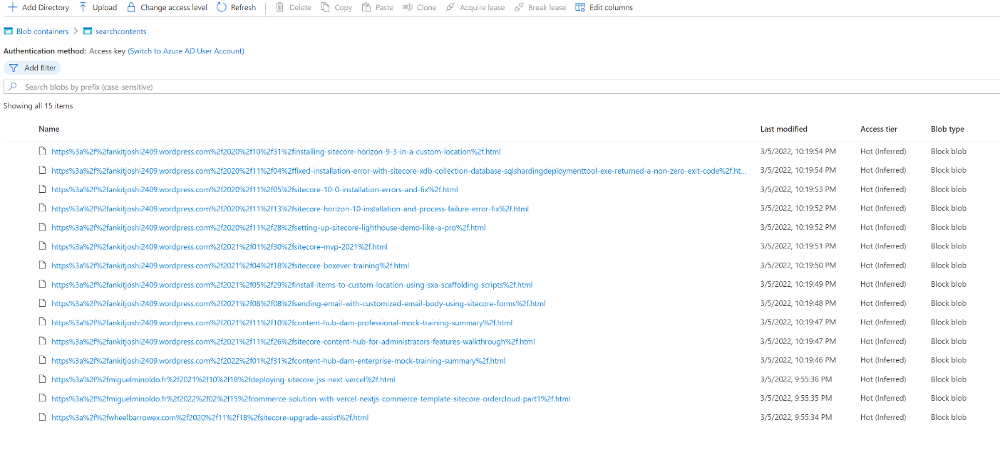 Add Directory Upload Change access level Refresh Delete Copy Paste Clone Acquire lease Break lease Edit columns
Blob containers > searchcontents
Authentication method: Access key (Switch to Azure AD User Account)
Add filter
Search blobs by prefix (case-sensitive)
Showing all 15 items
Name Last modified Access tier Blob type
https%3a%2f%2fankitjoshi2409.wordpress.com%2f2020%2f10%2f31%2finstalling-sitecore-horizon-9-3-in-a-custom-location%2f.html 3/5/2022, 10:19:54 PM Hot (Inferred) Block blob
https%3a%2f%2fankitjoshi2409.wordpress.com%2f2020%2f11%2f04%2ffixed-installation-error-with-sitecore-xdb-collection-database-sqlshardingdeploymenttool-exe-returned-a-non-zero-exit-code%2f.ht... 3/5/2022, 10:19:54 PM Hot (Inferred) Block blob
https%3a%2f%2fankitjoshi2409.wordpress.com%2f2020%2f11%2f05%2fsitecore-10-0-installation-errors-and-fix%2f.html 3/5/2022, 10:19:53 PM Hot (Inferred) Block blob
https%3a%2f%2fankitjoshi2409.wordpress.com%2f2020%2f11%2f13%2fsitecore-horizon-10-installation-and-process-failure-error-fix%2f.html 3/5/2022, 10:19:52 PM Hot (Inferred) Block blob
https%3a%2f%2fankitjoshi2409.wordpress.com%2f2020%2f11%2f28%2fsetting-up-sitecore-lighthouse-demo-like-a-pro%2f.html 3/5/2022, 10:19:52 PM Hot (Inferred) Block blob
https%3a%2f%2fankitjoshi2409.wordpress.com%2f2021%2f01%2f30%2fsitecore-mvp-2021%2f.html 3/5/2022, 10:19:51 PM Hot (Inferred) Block blob
https%3a%2f%2fankitjoshi2409.wordpress.com%2f2021%2f04%2f18%2fsitecore-boxever-training%2f.html 3/5/2022, 10:19:50 PM Hot (Inferred) Block blob
https%3a%2f%2fankitjoshi2409.wordpress.com%2f2021%2f05%2f29%2finstall-items-to-custom-location-using-sxa-scaffolding-scripts%2f.html 3/5/2022, 10:19:49 PM Hot (Inferred) Block blob
https%3a%2f%2fankitjoshi2409.wordpress.com%2f2021%2f08%2f08%2fsending-email-with-customized-email-body-using-sitecore-forms%2f.html 3/5/2022, 10:19:48 PM Hot (Inferred) Block blob
https%3a%2f%2fankitjoshi2409.wordpress.com%2f2021%2f11%2f10%2fcontent-hub-dam-professional-mock-training-summary%2f.html 3/5/2022, 10:19:47 PM Hot (Inferred) Block blob
https%3a%2f%2fankitjoshi2409.wordpress.com%2f2021%2f11%2f26%2fsitecore-content-hub-for-administrators-features-walkthrough%2f.html 3/5/2022, 10:19:47 PM Hot (Inferred) Block blob
https%3a%2f%2fankitjoshi2409.wordpress.com%2f2022%2f01%2f31%2fcontent-hub-dam-enterprise-mock-training-summary%2f.html 3/5/2022, 10:19:46 PM Hot (Inferred) Block blob
https%3a%2f%2fmiguelminoldo.fr%2f2021%2f10%2f18%2fdeploying-sitecore-jss-next-vercel%2f.html 3/5/2022, 9:55:36 PM Hot (Inferred) Block blob
https%3a%2f%2fmiguelminoldo.fr%2f2022%2f02%2f15%2fcommerce-solution-with-vercel-nextjs-commerce-template-sitecore-ordercloud-part1%2f.html 3/5/2022, 9:55:35 PM Hot (Inferred) Block blob
https%3a%2f%2fwheelbarrowex.com%2f2020%2f11%2f18%2fsitecore-upgrade-assist%2f.html 3/5/2022, 9:55:34 PM Hot (Inferred) Block blob